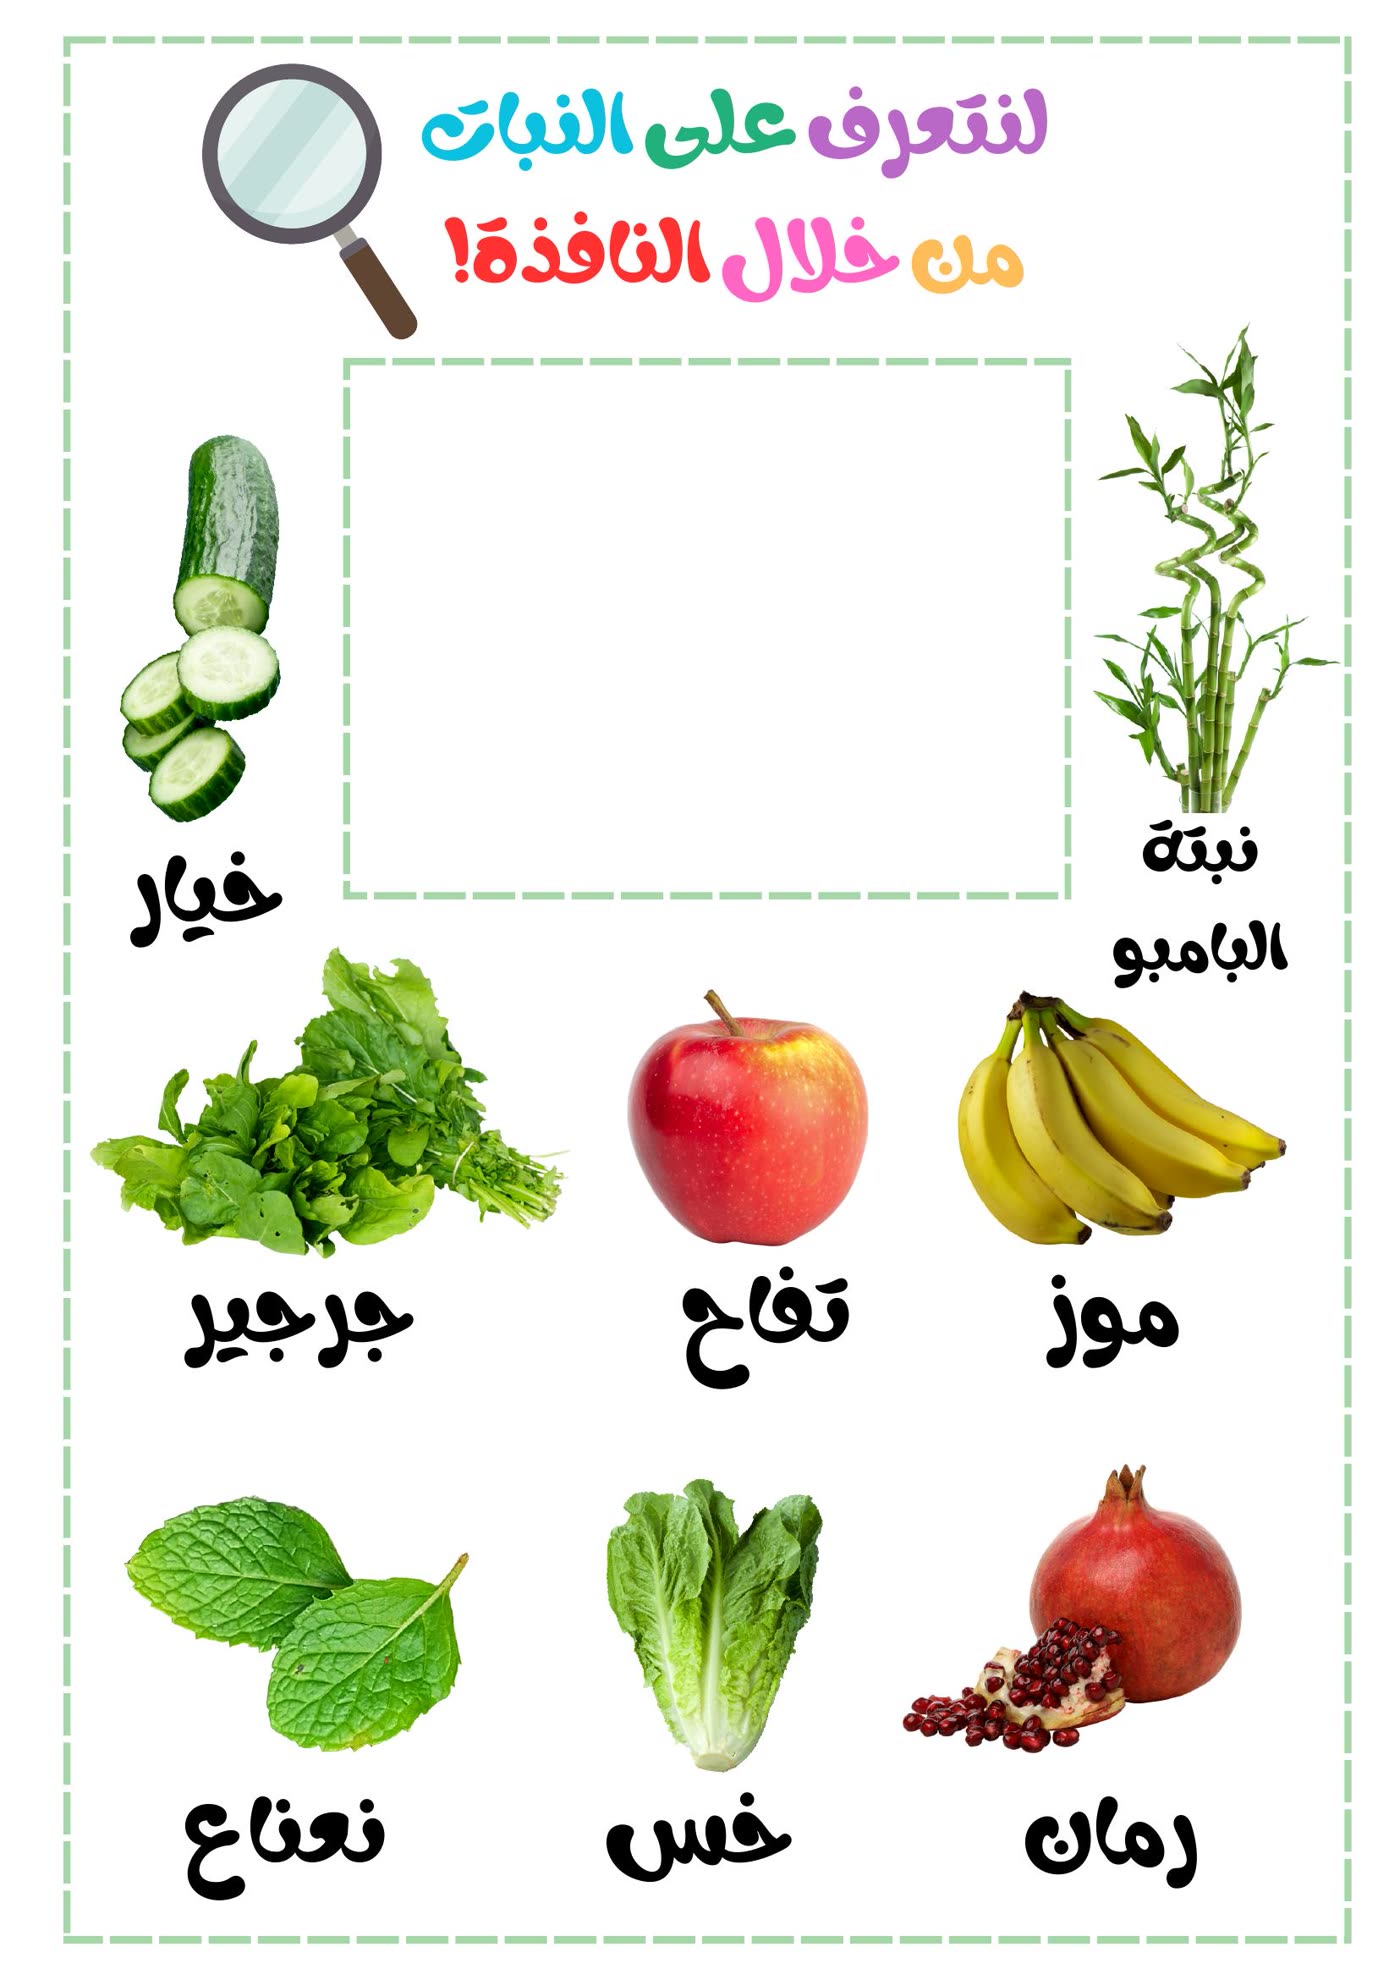 لنتعرف على النبات
من خلال النافذة!
نبتة
البامبو
خيار
موز
تفاح
جرجير
رمان
خس
نعناع